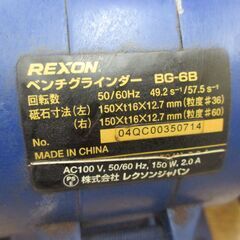 REXON
ベンチグラインダー BG-6B
回転数 50/60Hz 49.2 s⁻¹/57.5 s⁻¹
砥石寸法(左) 150×t16×12.7 mm(粒度#36)
(右) 150×t16×12.7 mm(粒度#60)
No. 04QC00350714
MADE IN CHINA
AC100 V, 50/60 Hz, 150 W, 2.0 A
PS E 株式会社 レクソンジャパン